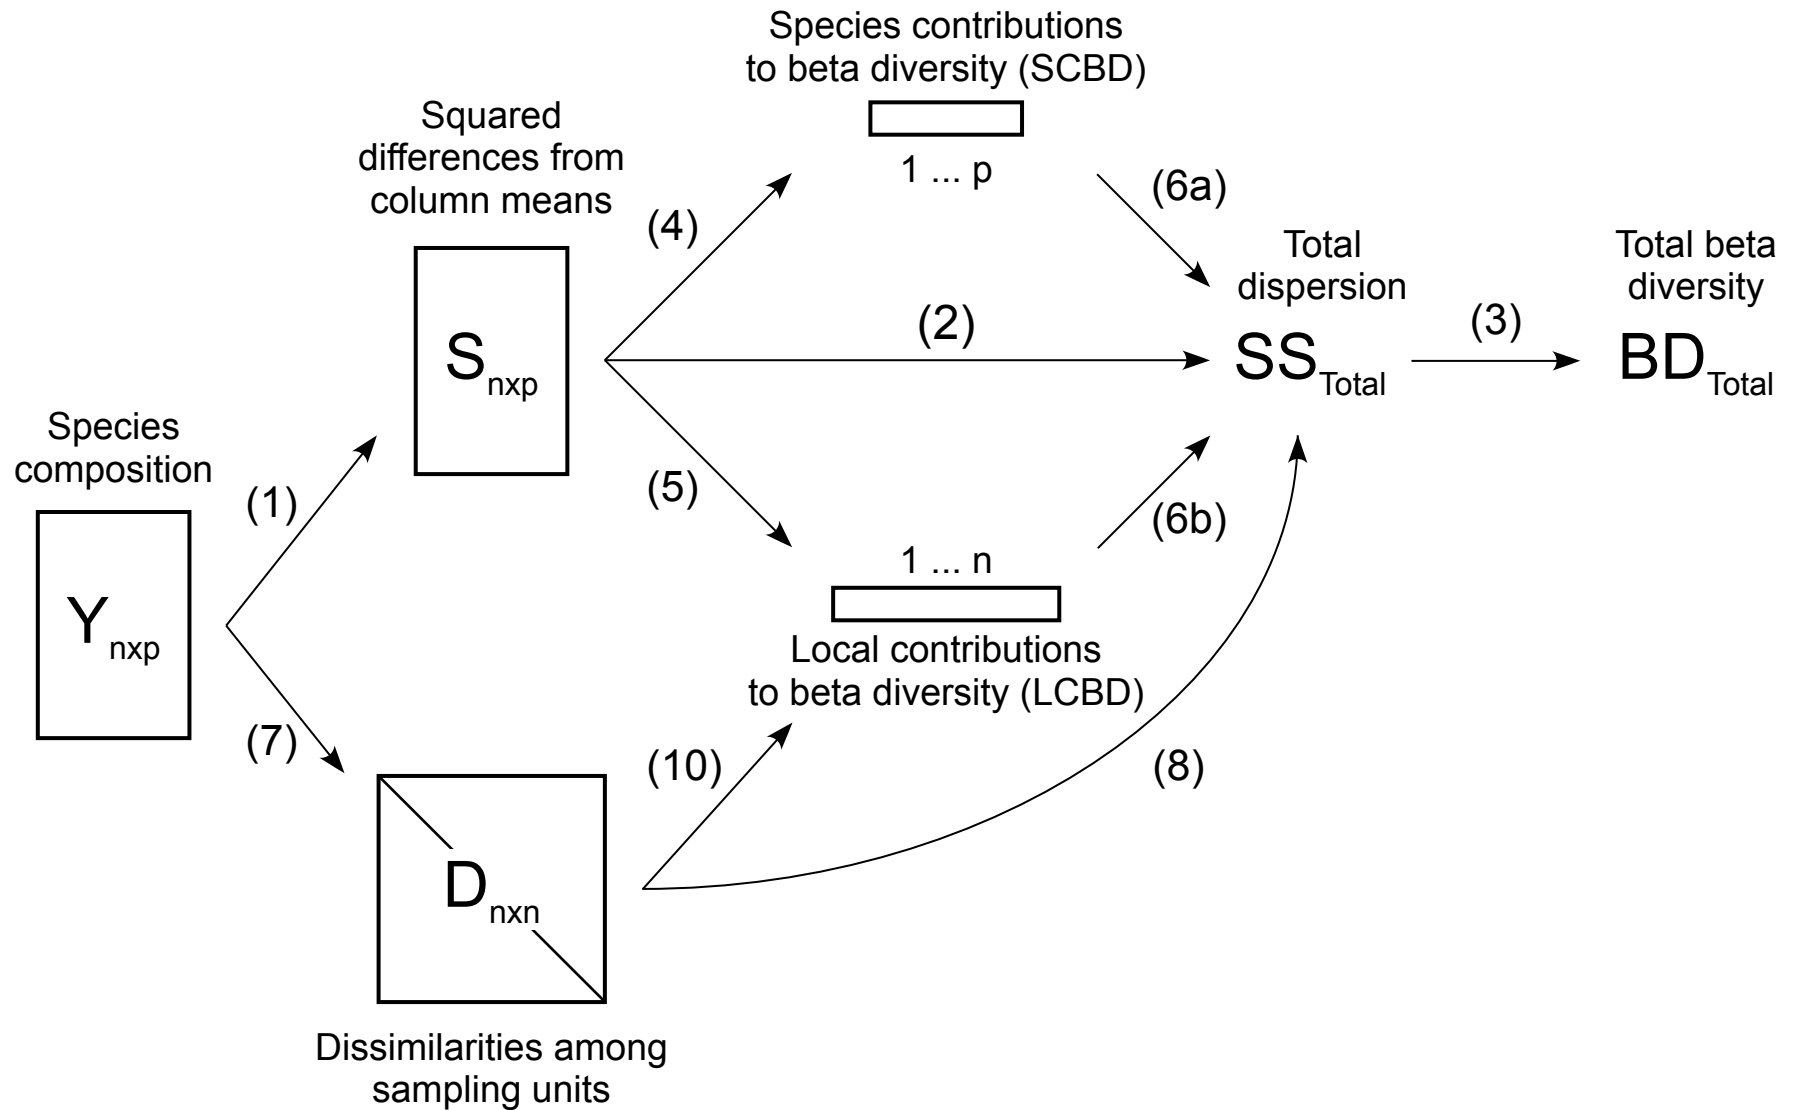 Species contributions
to beta diversity (SCBD)
1 ... p
Squared
differences from
column means
S nxp
(4)
(6a)
(2)
Total
dispersion
SS Total
(3)
Total beta
diversity
BD Total
Species
composition
Y nxp
(1)
(5)
(6b)
1 ... n
Local contributions
to beta diversity (LCBD)
(7)
(10)
(8)
D nxn
Dissimilarities among
sampling units